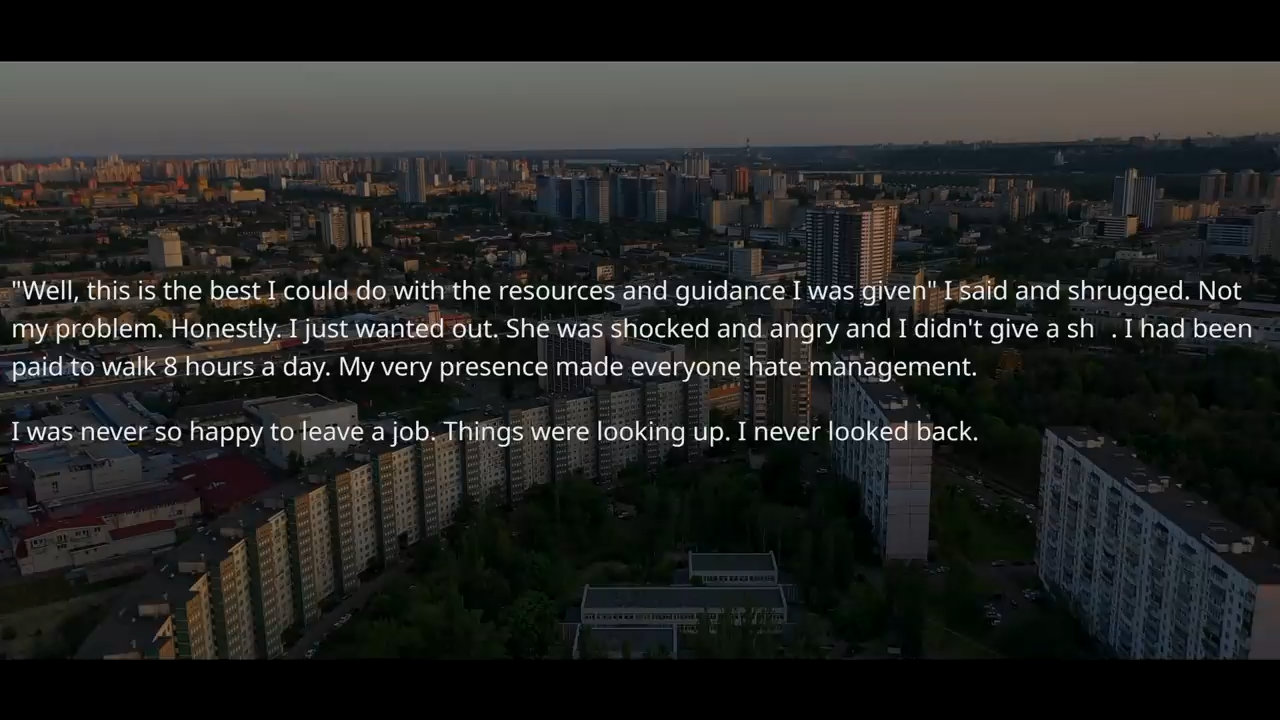 "Well, this is the best I could do with the resources and guidance I was given" I said and shrugged. Not
my problem. Honestly. I just wanted out. She was shocked and angry and I didn't give a sh  . I had been
paid to walk 8 hours a day. My very presence made everyone hate management.
I was never so happy to leave a job. Things were looking up. I never looked back.